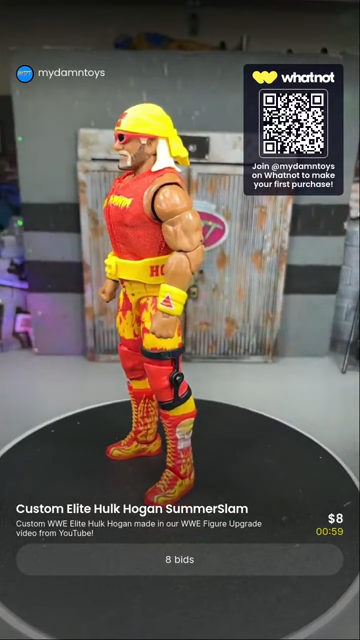 mydamntoys
whatnot
Join @mydamntoys
on Whatnot to make
your first purchase!
HO
Custom Elite Hulk Hogan SummerSlam
$8
Custom WWE Elite Hulk Hogan made in our WWE Figure Upgrade
video from YouTube!
00:59
8 bids